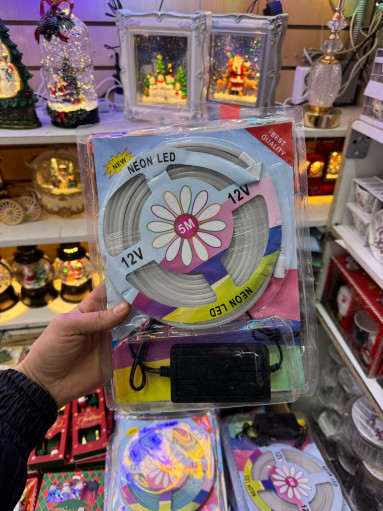 NEW
NEON LED
BEST
QUALITY
12V
5M
12V
NEON LED